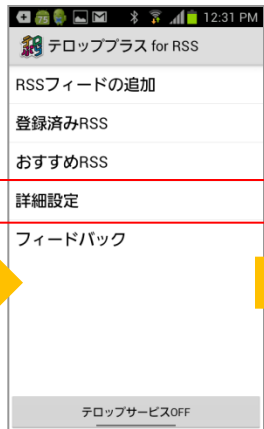 75 12:31 PM
テロッププラス for RSS
RSSフィードの追加
登録済みRSS
おすすめRSS
詳細設定
フィードバック
テロップサービスOFF